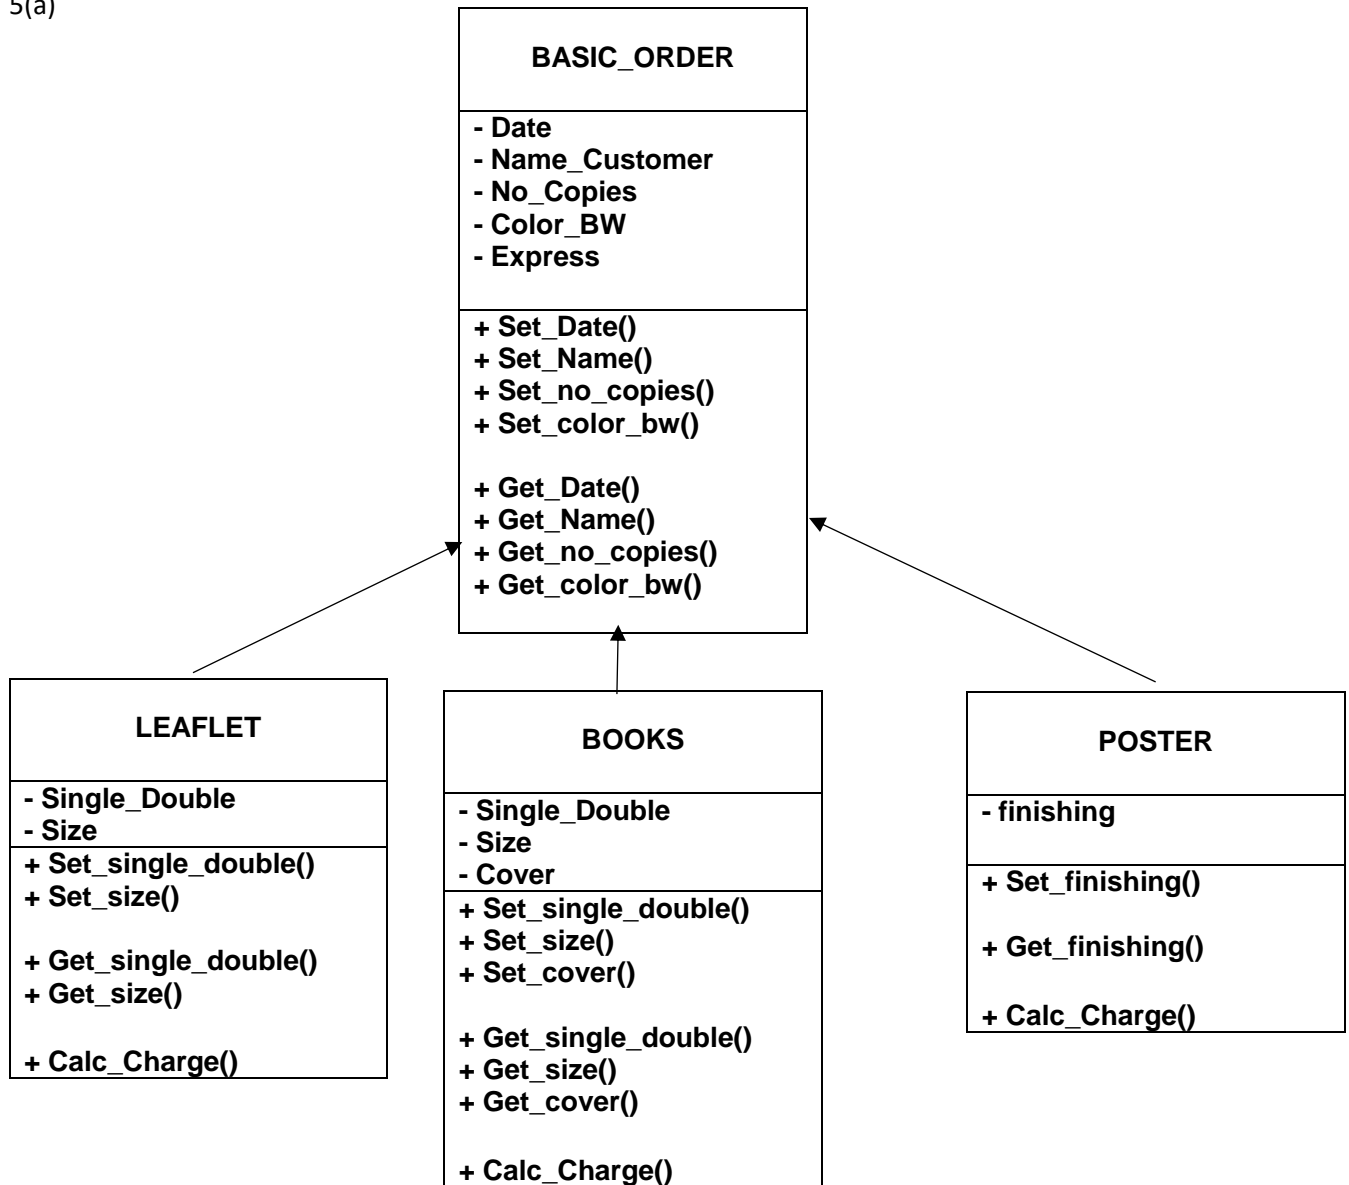 5(a)
BASIC_ORDER
- Date
- Name_Customer
- No_Copies
- Color_BW
- Express
+ Set_Date()
+ Set_Name()
+ Set_no_copies()
+ Set_color_bw()
+ Get_Date()
+ Get_Name()
+ Get_no_copies()
+ Get_color_bw()
LEAFLET
- Single_Double
- Size
+ Set_single_double()
+ Set_size()
+ Get_single_double()
+ Get_size()
+ Calc_Charge()
BOOKS
- Single_Double
- Size
- Cover
+ Set_single_double()
+ Set_size()
+ Set_cover()
+ Get_single_double()
+ Get_size()
+ Get_cover()
+ Calc_Charge()
POSTER
- finishing
+ Set_finishing()
+ Get_finishing()
+ Calc_Charge()